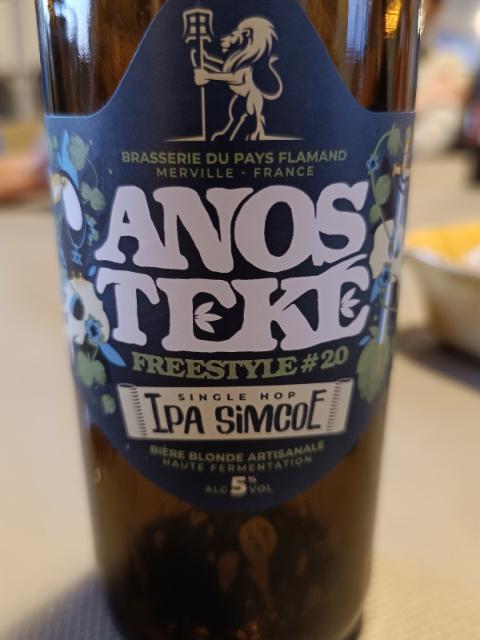 BRASSERIE DU PAYS FLAMAND
MERVILLE - FRANCE
ANOS
TEKÉ
FREESTYLE #20
SINGLE HOP
IPA SiMCOE
BIÈRE BLONDE ARTISANALE
HAUTE FERMENTATION
ALC 5% VOL